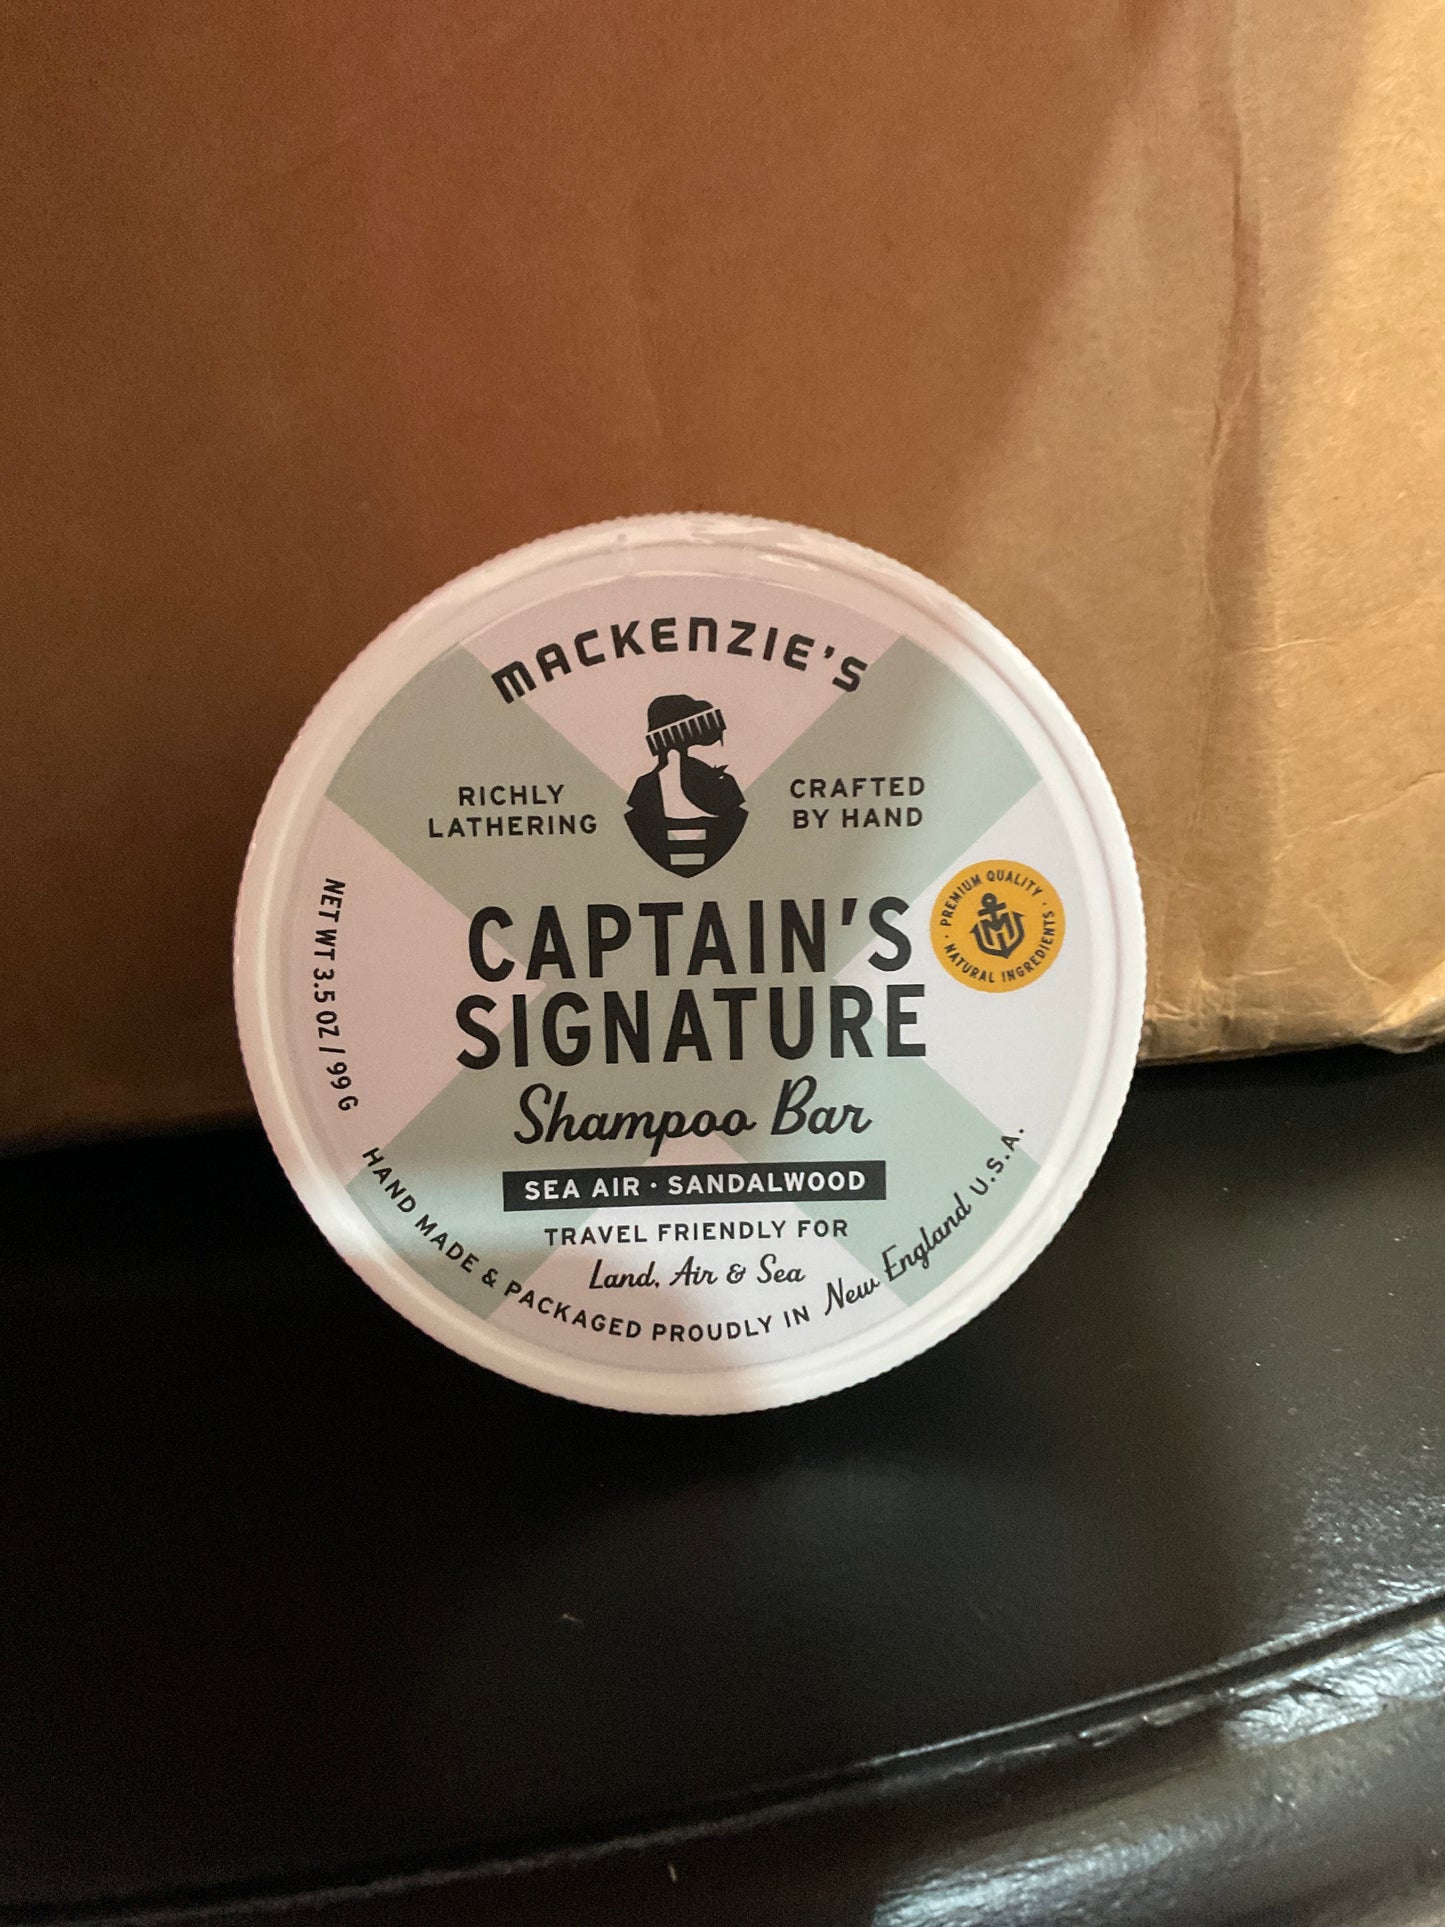 MACKENZIE'S
RICHLY
LATHERING
CRAFTED
BY HAND
PREMIUM QUALITY ·
· NATURAL INGREDIENTS
M
CAPTAIN'S
SIGNATURE
Shampoo Bar
SEA AIR · SANDALWOOD
TRAVEL FRIENDLY FOR
Land, Air & Sea
NET WT 3.5 OZ / 99 G
HAND MADE & PACKAGED PROUDLY IN New England U.S.A.